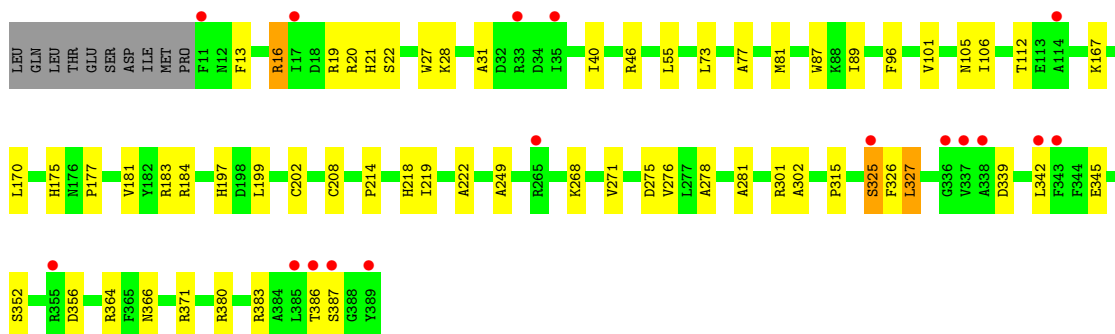 LEU GLN LEU THR GLU SER ASP ILE MET PRO F11 N12 F13 R16 I17 D18 R19 R20 H21 S22 W27 K28 A31 D32 R33 D34 I35 I40 R46 L55 L73 A77 M81 W87 K88 I89 F96 V101 N105 I106 T112 E113 A114 K167
L170 H175 N176 P177 V181 Y182 R183 R184 H197 D198 L199 C202 C208 P214 H218 I219 A222 A249 R265 K268 V271 D275 V276 L277 A278 A281 R301 A302 P315 S325 F326 L327 G336 V337 A338 D339 L342 F343 F344 E345
S352 R355 D356 R364 F365 N366 R371 R380 R383 A384 L385 T386 S387 G388 Y389